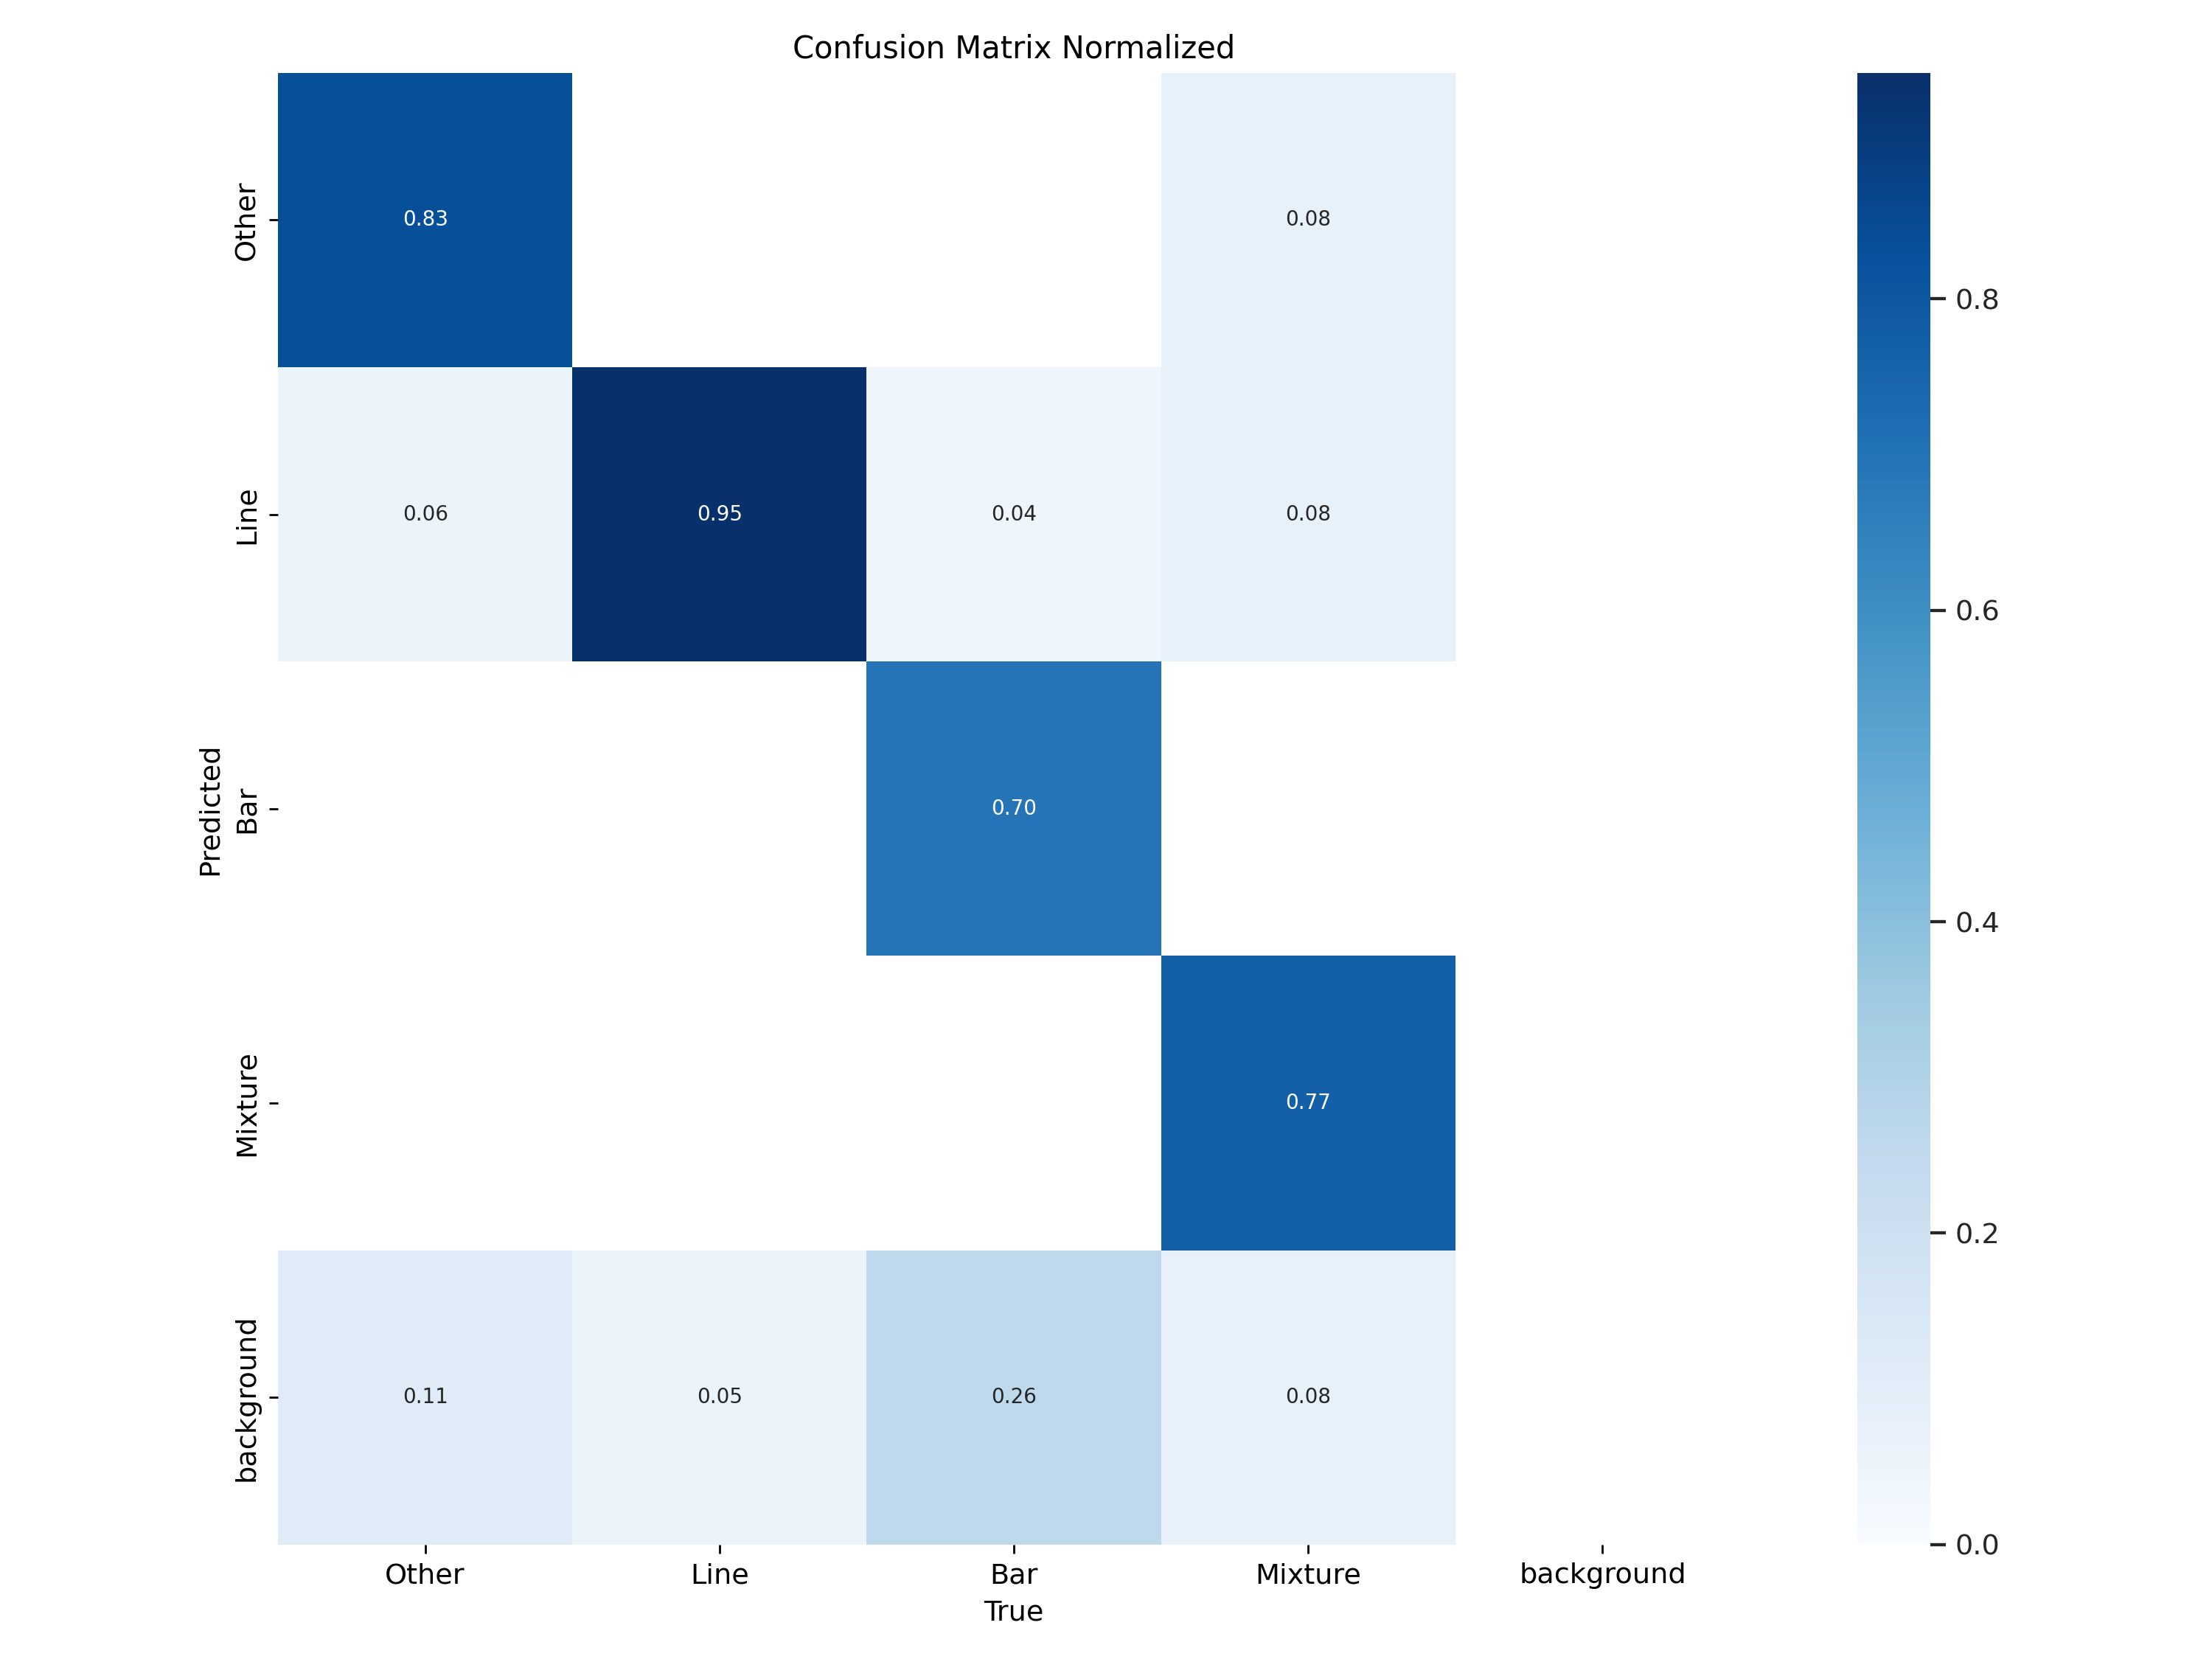 Confusion Matrix Normalized
Other
0.83
0.08
0.8
Line
0.06
0.95
0.04
0.08
0.6
Predicted
Bar
0.70
0.4
Mixture
0.77
0.2
background
0.11
0.05
0.26
0.08
0.0
Other
Line
Bar
Mixture
background
True